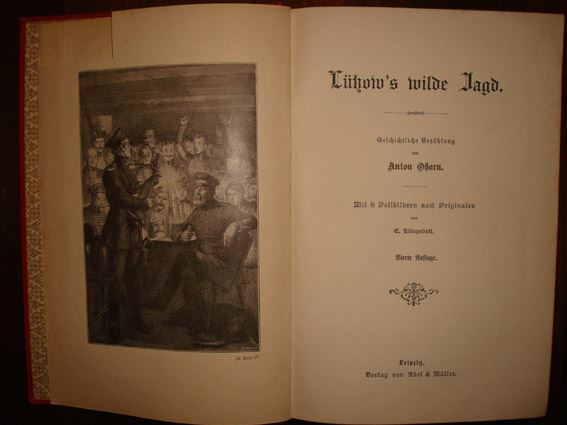 Lützow's wilde Jagd.
Geschichtliche Erzählung
von
Anton Ohorn.
Mit 8 Vollbildern nach Originalen
von
E. Klingebeil.
Vierte Auflage.
Leipzig,
Verlag von Abel & Müller.